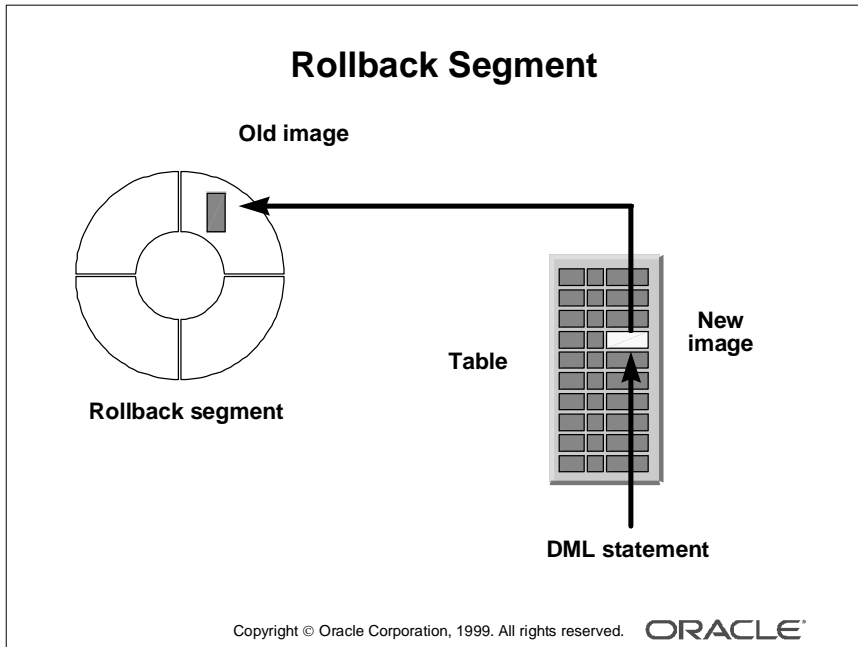 Rollback Segment
Old image
New
image
Table
Rollback segment
DML statement
Copyright © Oracle Corporation, 1999. All rights reserved. ORACLE®